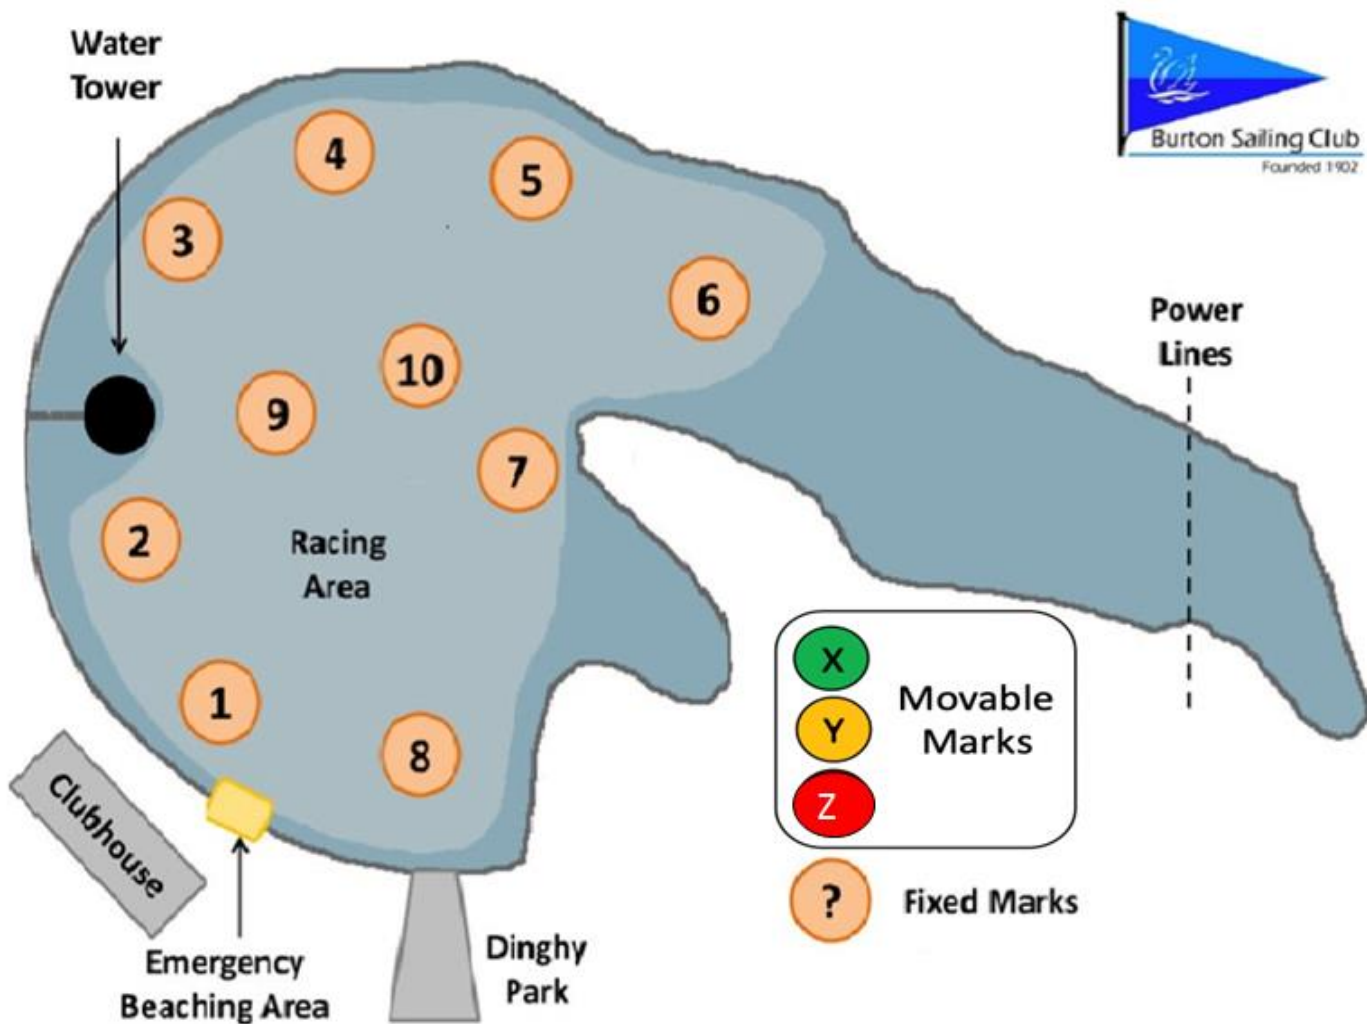 Water
Tower
Burton Sailing Club
Founded 1902
4
5
3
6
Power
Lines
10
9
7
2
Racing
Area
1
8
X
Y
Z
Movable
Marks
Clubhouse
?
Fixed Marks
Emergency
Beaching Area
Dinghy
Park